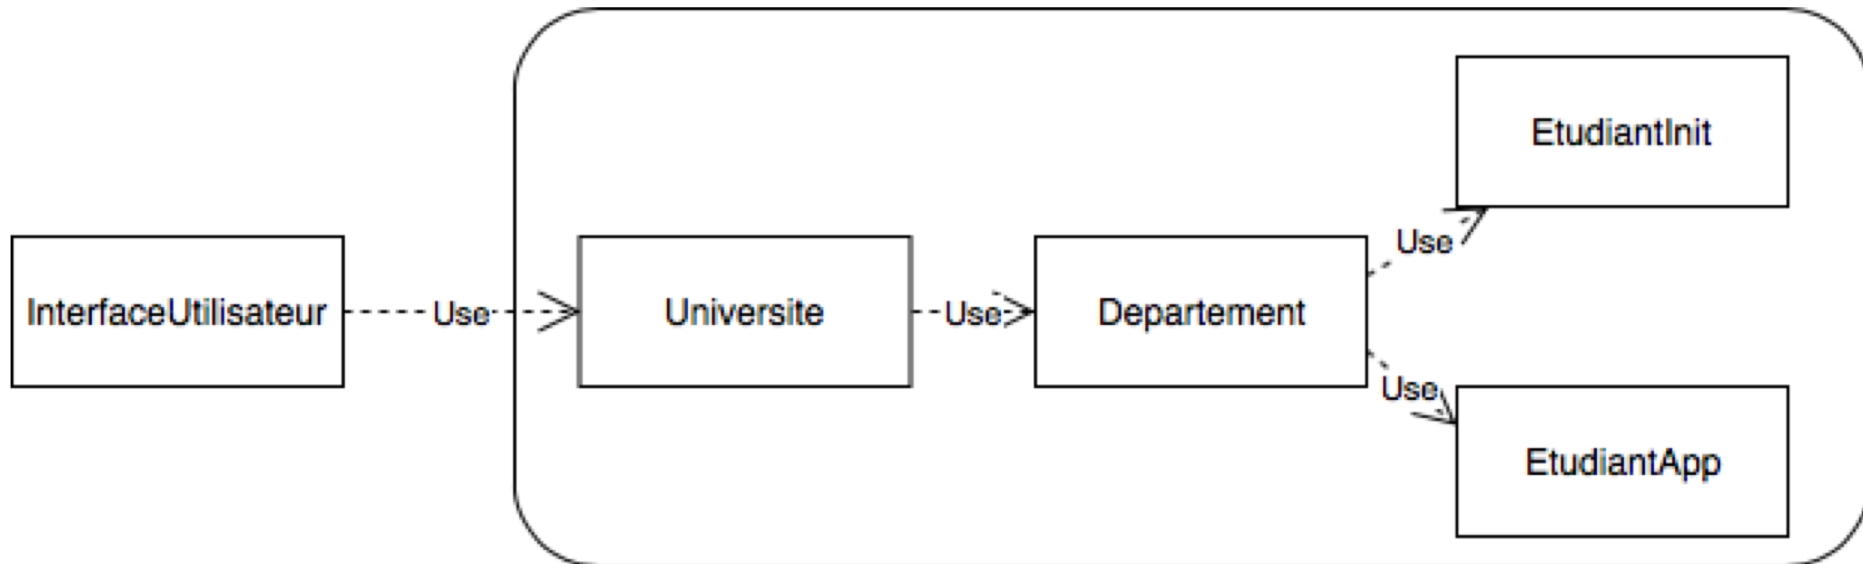 EtudiantInit
Use
InterfaceUtilisateur
Use
Universite
Use
Departement
Use
EtudiantApp